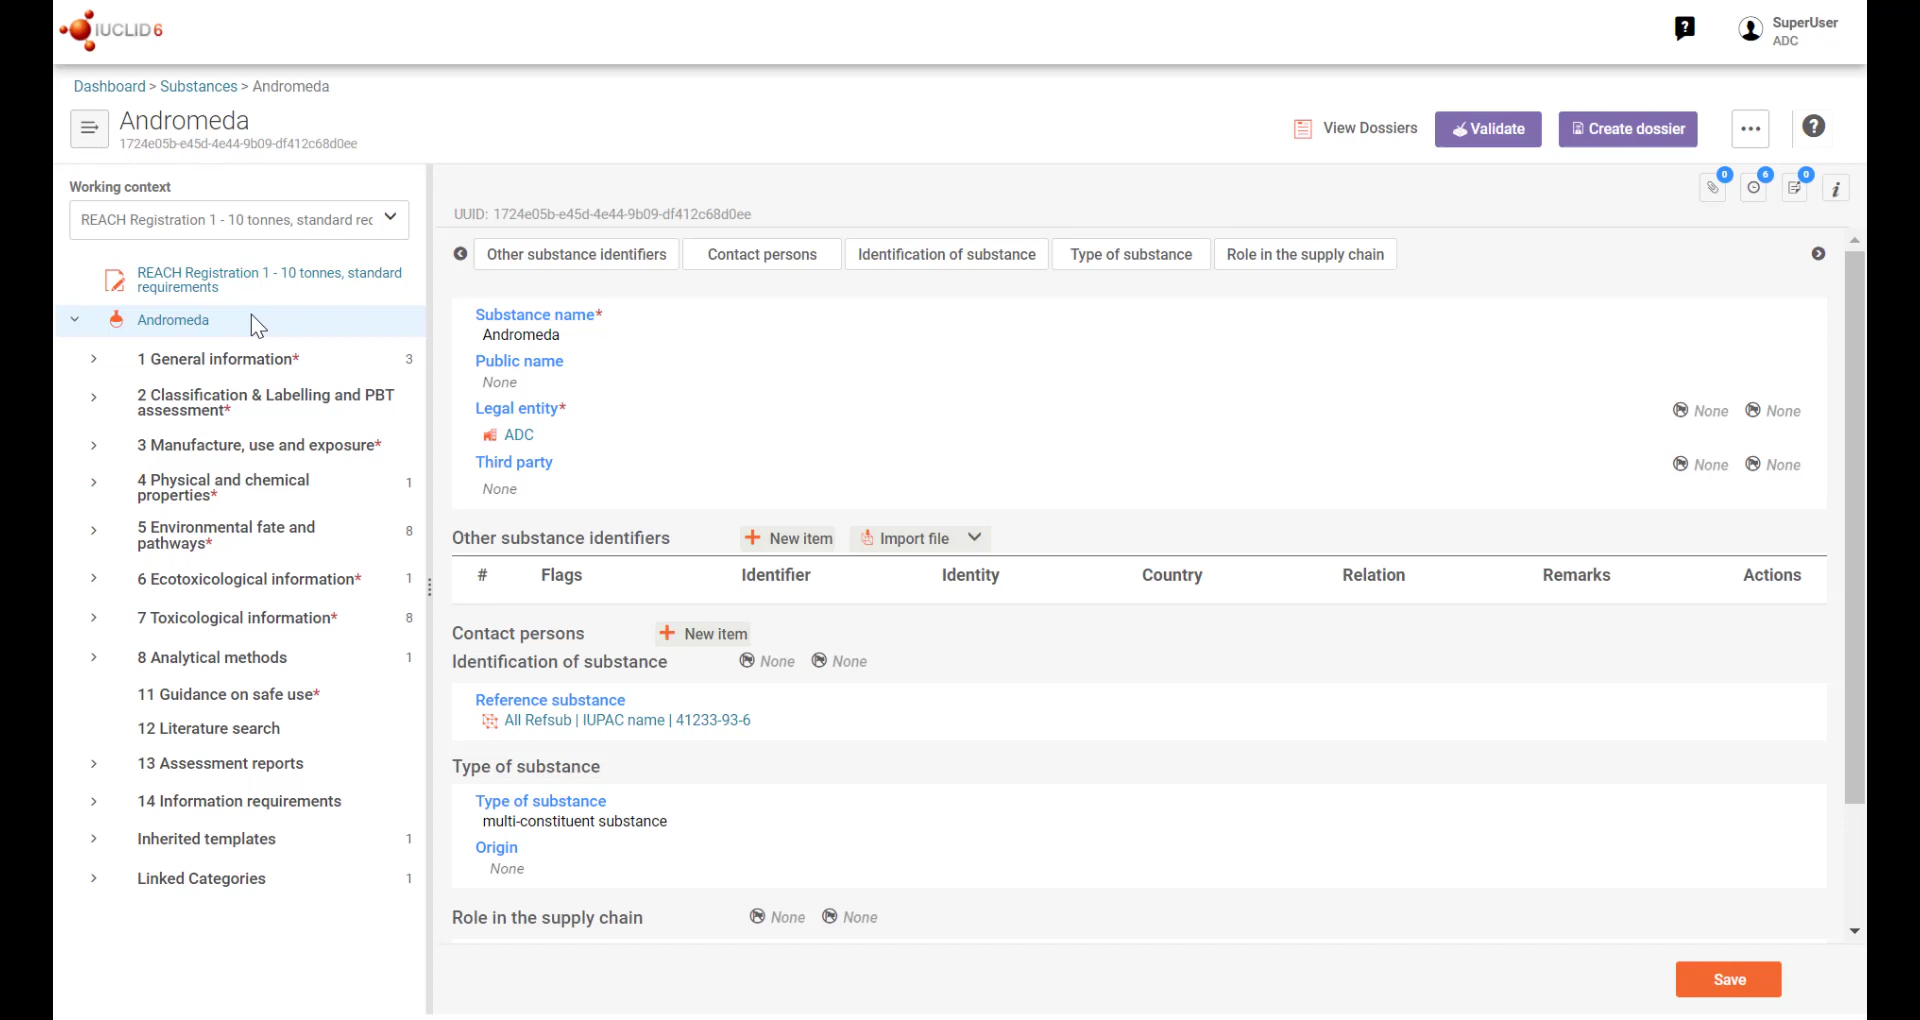 IUCLID 6
?
SuperUser
ADC
Dashboard > Substances > Andromeda
Andromeda
1724e05b-e45d-4e44-9b09-df412c68d0ee
View Dossiers
Validate
Create dossier
?
Working context
REACH Registration 1 - 10 tonnes, standard rec
0
6
0
i
UUID: 1724e05b-e45d-4e44-9b09-df412c68d0ee
Other substance identifiers
Contact persons
Identification of substance
Type of substance
Role in the supply chain
REACH Registration 1 - 10 tonnes, standard
requirements
Andromeda
1 General information* 3
2 Classification & Labelling and PBT
assessment*
3 Manufacture, use and exposure*
4 Physical and chemical
properties* 1
5 Environmental fate and
pathways* 8
6 Ecotoxicological information* 1
7 Toxicological information* 8
8 Analytical methods 1
11 Guidance on safe use*
12 Literature search
13 Assessment reports
14 Information requirements
Inherited templates 1
Linked Categories 1
Substance name*
Andromeda
Public name
None
Legal entity* None None
ADC
Third party None None
None
Other substance identifiers + New item Import file
# Flags Identifier Identity Country Relation Remarks Actions
Contact persons + New item
Identification of substance None None
Reference substance
All Refsub | IUPAC name | 41233-93-6
Type of substance
Type of substance
multi-constituent substance
Origin
None
Role in the supply chain None None
Save